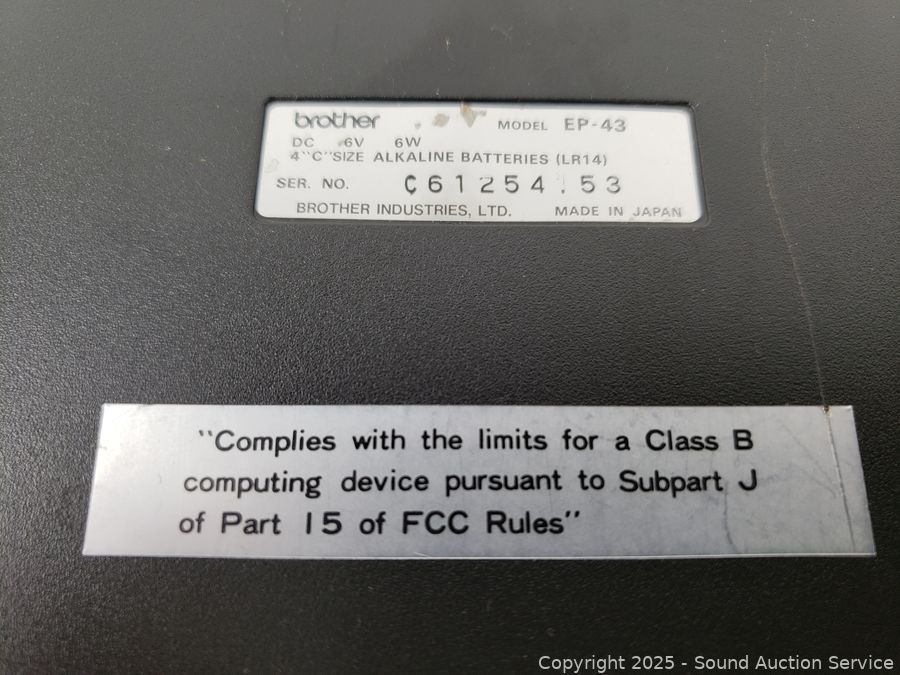 brother MODEL EP-43
DC 6V 6W
4"C"SIZE ALKALINE BATTERIES (LR14)
SER. NO.
BROTHER INDUSTRIES, LTD. MADE IN JAPAN
"Complies with the limits for a Class B
computing device pursuant to Subpart J
of Part 15 of FCC Rules"
Copyright © 2025 - Sound Auction Service